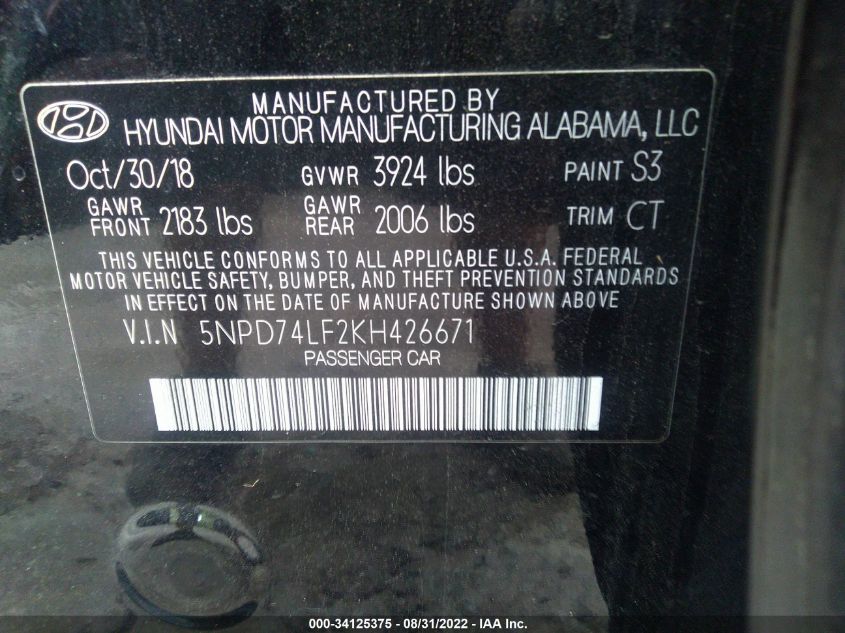 MANUFACTURED BY
HYUNDAI MOTOR MANUFACTURING ALABAMA, LLC
Oct/30/18 GVWR 3924 lbs PAINT S3
GAWR FRONT 2183 lbs GAWR REAR 2006 lbs TRIM CT
THIS VEHICLE CONFORMS TO ALL APPLICABLE U.S.A. FEDERAL
MOTOR VEHICLE SAFETY, BUMPER, AND THEFT PREVENTION STANDARDS
IN EFFECT ON THE DATE OF MANUFACTURE SHOWN ABOVE
V.I.N 5NPD74LF2KH426671
PASSENGER CAR
000-34125375 - 08/31/2022 - IAA Inc.